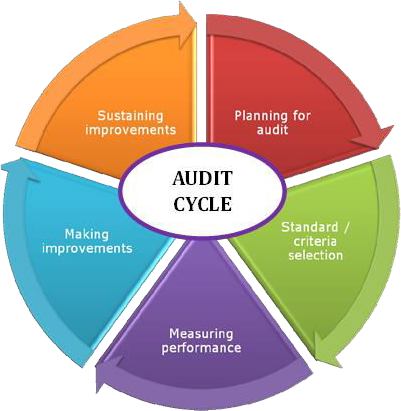 Planning for
audit
Standard /
criteria
selection
Measuring
performance
Making
improvements
Sustaining
improvements
AUDIT
CYCLE